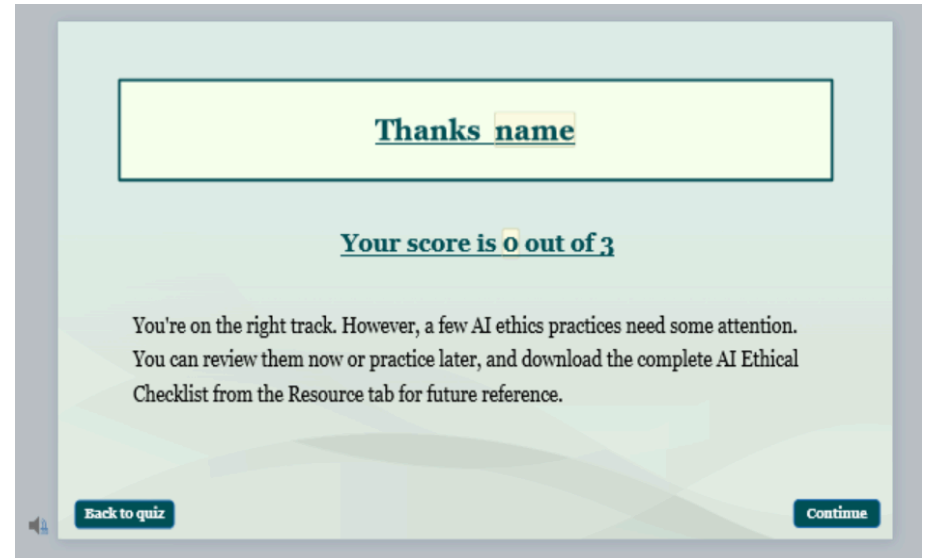 Thanks name
Your score is 0 out of 3
You're on the right track. However, a few AI ethics practices need some attention.
You can review them now or practice later, and download the complete AI Ethical
Checklist from the Resource tab for future reference.
Back to quiz
Continue